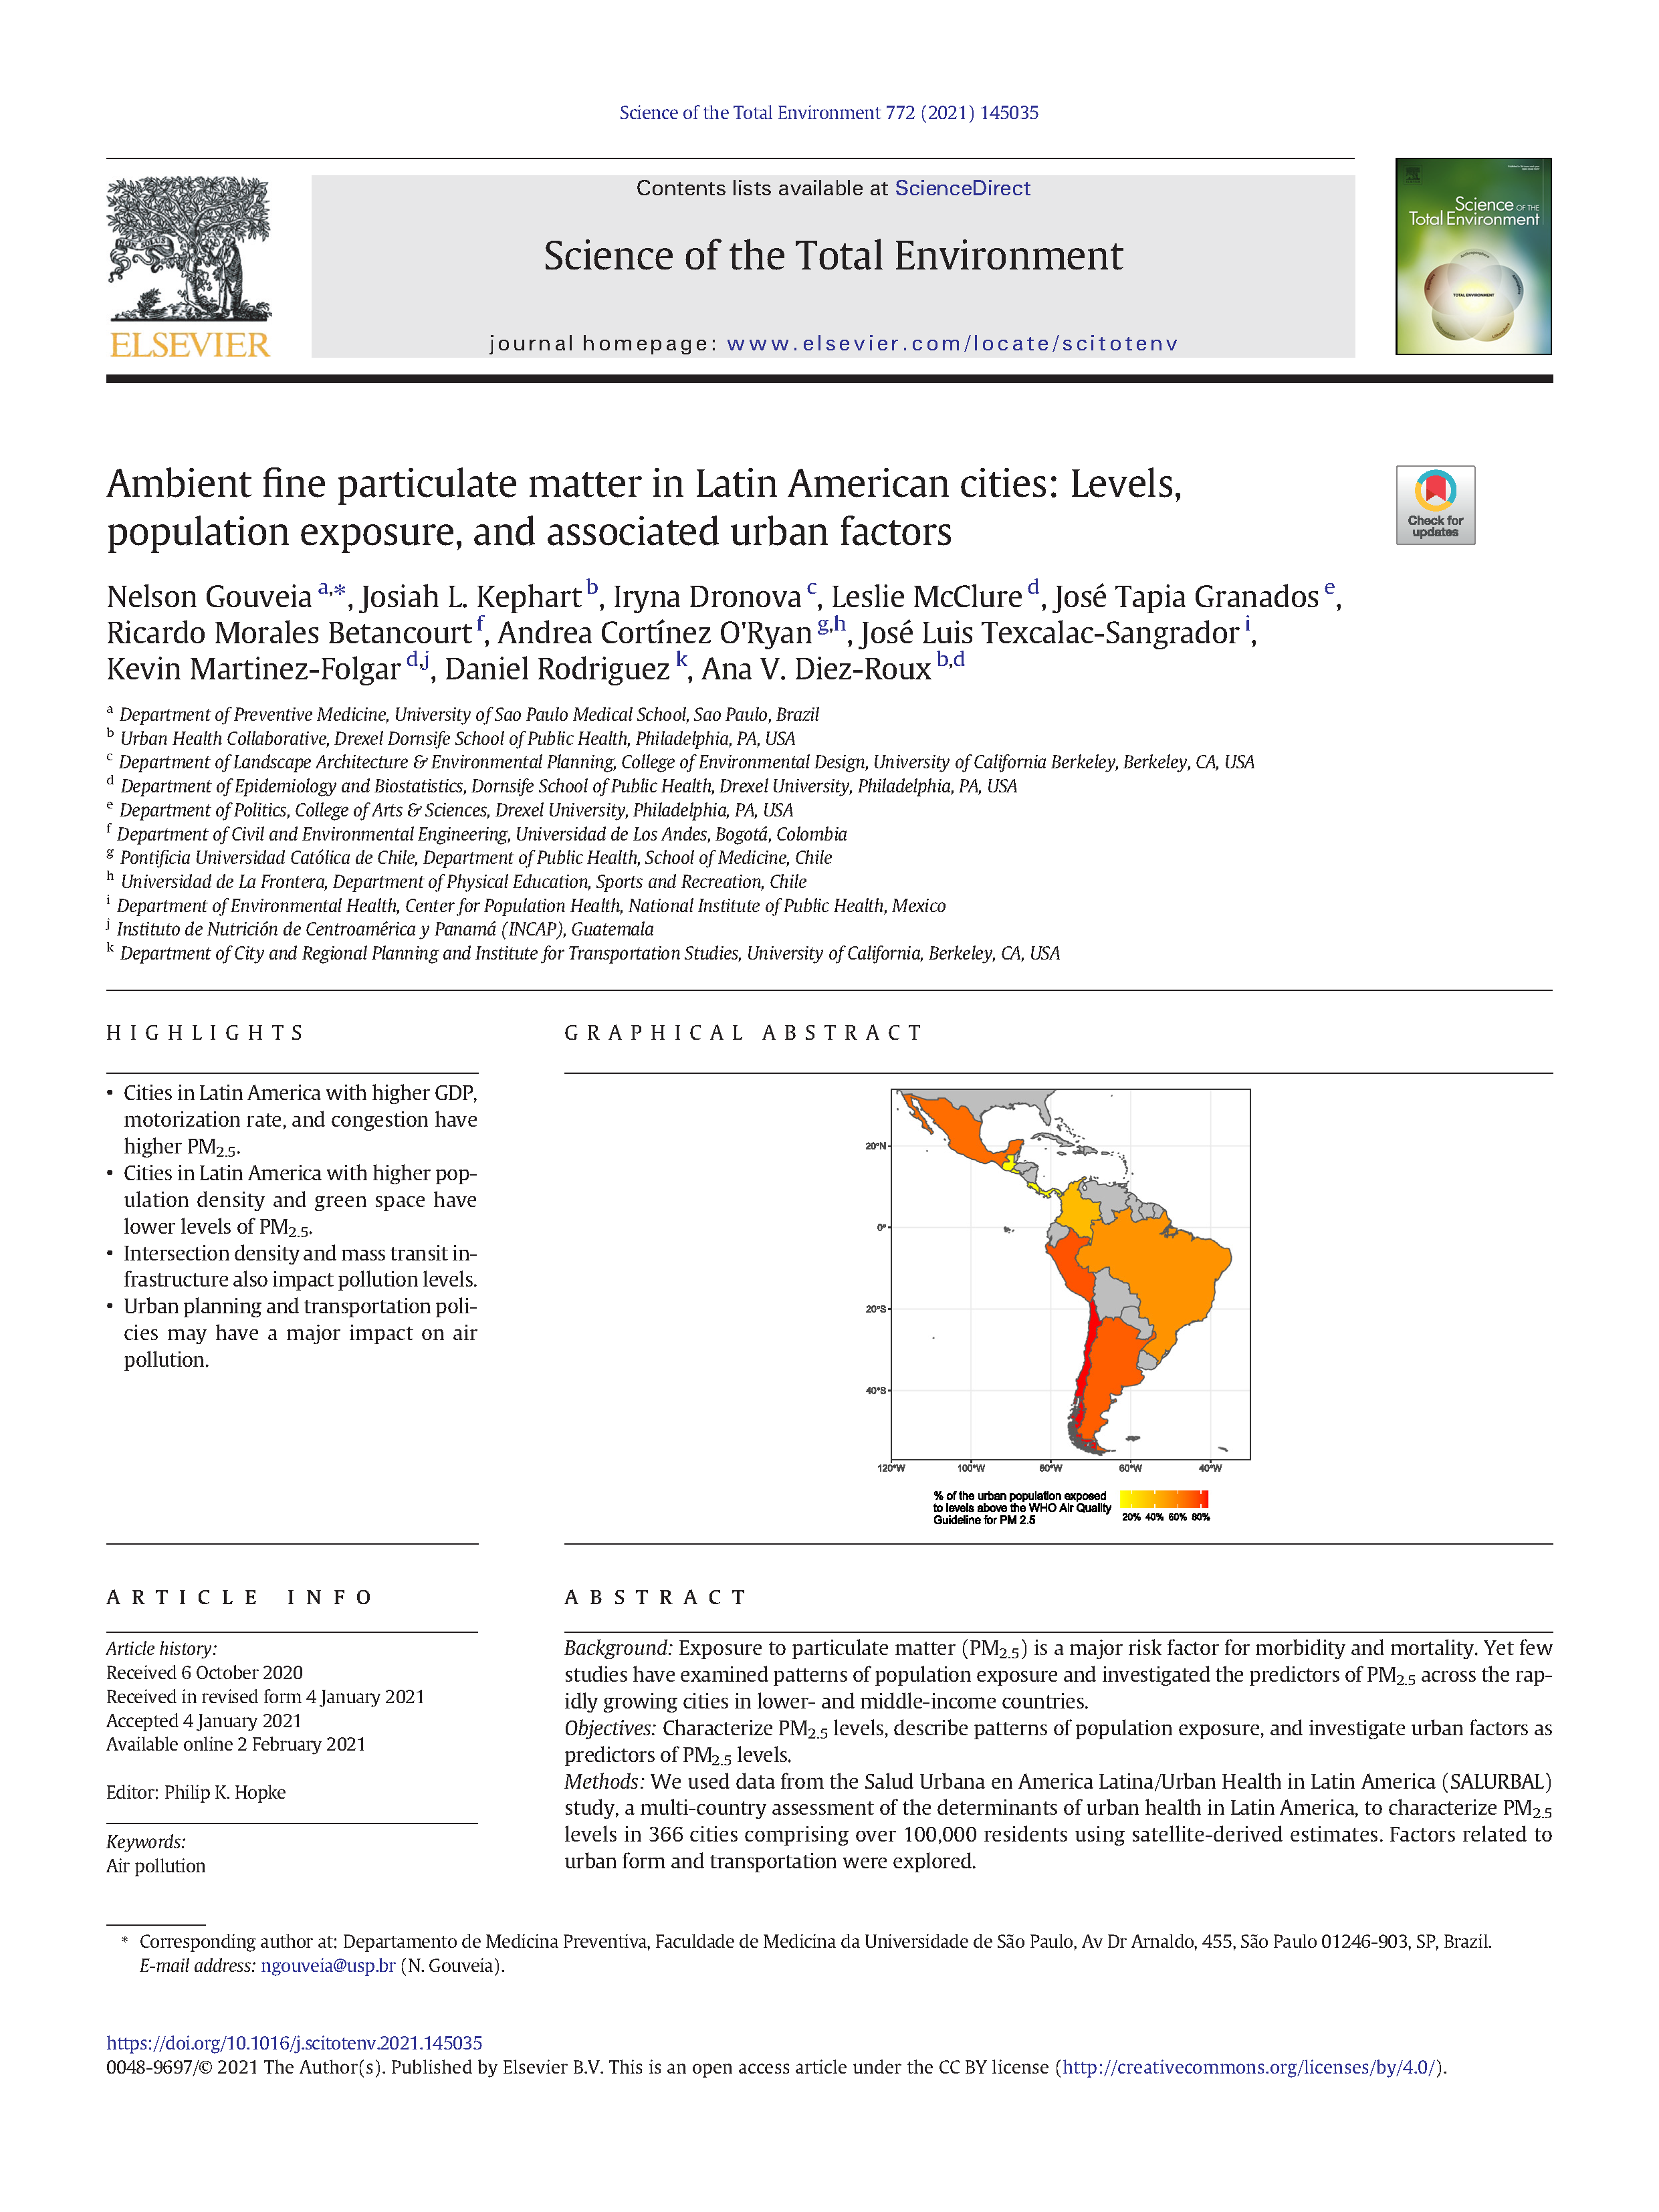 Science of the Total Environment 772 (2021) 145035
Contents lists available at ScienceDirect
Science of the Total Environment
journal homepage: www.elsevier.com/locate/scitotenv
ELSEVIER
Science OF THE
Total Environment
TOTAL ENVIRONMENT
Ambient fine particulate matter in Latin American cities: Levels,
population exposure, and associated urban factors
Check for
updates
Nelson Gouveia a,*, Josiah L. Kephart b, Iryna Dronova c, Leslie McClure d, José Tapia Granados e,
Ricardo Morales Betancourt f, Andrea Cortínez O'Ryan g,h, José Luis Texcalac-Sangrador i,
Kevin Martinez-Folgar d,j, Daniel Rodriguez k, Ana V. Diez-Roux b,d
a Department of Preventive Medicine, University of Sao Paulo Medical School, Sao Paulo, Brazil
b Urban Health Collaborative, Drexel Dornsife School of Public Health, Philadelphia, PA, USA
c Department of Landscape Architecture & Environmental Planning, College of Environmental Design, University of California Berkeley, Berkeley, CA, USA
d Department of Epidemiology and Biostatistics, Dornsife School of Public Health, Drexel University, Philadelphia, PA, USA
e Department of Politics, College of Arts & Sciences, Drexel University, Philadelphia, PA, USA
f Department of Civil and Environmental Engineering, Universidad de Los Andes, Bogotá, Colombia
g Pontificia Universidad Católica de Chile, Department of Public Health, School of Medicine, Chile
h Universidad de La Frontera, Department of Physical Education, Sports and Recreation, Chile
i Department of Environmental Health, Center for Population Health, National Institute of Public Health, Mexico
j Instituto de Nutrición de Centroamérica y Panamá (INCAP), Guatemala
k Department of City and Regional Planning and Institute for Transportation Studies, University of California, Berkeley, CA, USA
HIGHLIGHTS
• Cities in Latin America with higher GDP,
motorization rate, and congestion have
higher PM2.5.
• Cities in Latin America with higher pop-
ulation density and green space have
lower levels of PM2.5.
• Intersection density and mass transit in-
frastructure also impact pollution levels.
• Urban planning and transportation poli-
cies may have a major impact on air
pollution.
GRAPHICAL ABSTRACT
20°N
0°
20°S
40°S
120°W 100°W 80°W 60°W 40°W
% of the urban population exposed
to levels above the WHO Air Quality
Guideline for PM 2.5
20% 40% 60% 80%
ARTICLE INFO
Article history:
Received 6 October 2020
Received in revised form 4 January 2021
Accepted 4 January 2021
Available online 2 February 2021
Editor: Philip K. Hopke
Keywords:
Air pollution
ABSTRACT
Background: Exposure to particulate matter (PM2.5) is a major risk factor for morbidity and mortality. Yet few
studies have examined patterns of population exposure and investigated the predictors of PM2.5 across the rap-
idly growing cities in lower- and middle-income countries.
Objectives: Characterize PM2.5 levels, describe patterns of population exposure, and investigate urban factors as
predictors of PM2.5 levels.
Methods: We used data from the Salud Urbana en America Latina/Urban Health in Latin America (SALURBAL)
study, a multi-country assessment of the determinants of urban health in Latin America, to characterize PM2.5
levels in 366 cities comprising over 100,000 residents using satellite-derived estimates. Factors related to
urban form and transportation were explored.
* Corresponding author at: Departamento de Medicina Preventiva, Faculdade de Medicina da Universidade de São Paulo, Av Dr Arnaldo, 455, São Paulo 01246-903, SP, Brazil.
E-mail address: ngouveia@usp.br (N. Gouveia).
https://doi.org/10.1016/j.scitotenv.2021.145035
0048-9697/© 2021 The Author(s). Published by Elsevier B.V. This is an open access article under the CC BY license (http://creativecommons.org/licenses/by/4.0/).